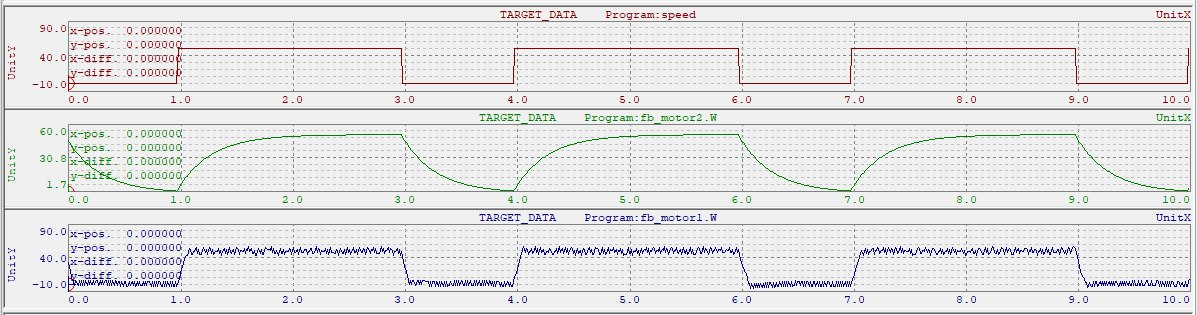 TARGET_DATA Program:speed UnitX
90.0 x-pos. 0.000000
y-pos. 0.000000
UnitY 40.0 x-diff. 0.000000
y-diff. 0.000000
-10.0
0.0 1.0 2.0 3.0 4.0 5.0 6.0 7.0 8.0 9.0 10.0
TARGET_DATA Program:fb_motor2.W UnitX
60.0 x-pos. 0.000000
y-pos. 0.000000
UnitY 30.8 x-diff. 0.000000
y-diff. 0.000000
1.7
0.0 1.0 2.0 3.0 4.0 5.0 6.0 7.0 8.0 9.0 10.0
TARGET_DATA Program:fb_motor1.W UnitX
90.0 x-pos. 0.000000
y-pos. 0.000000
UnitY 40.0 x-diff. 0.000000
y-diff. 0.000000
-10.0
0.0 1.0 2.0 3.0 4.0 5.0 6.0 7.0 8.0 9.0 10.0